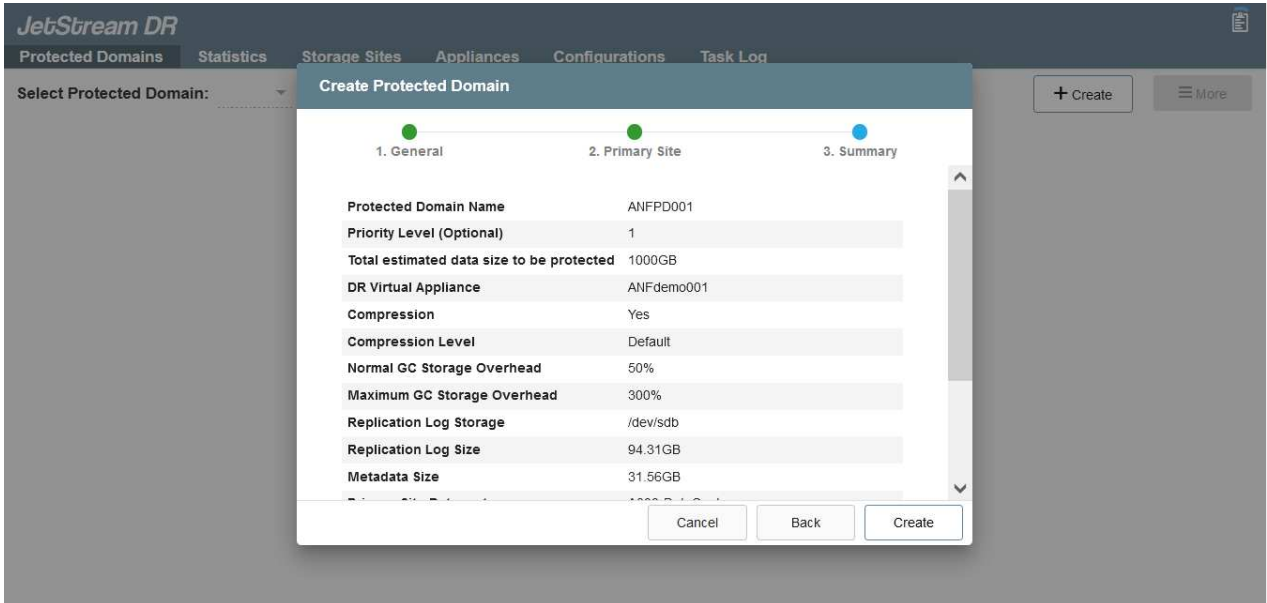 JetStream DR
Protected Domains Statistics Storage Sites Appliances Configurations Task Log
Select Protected Domain:
+ Create
More
Create Protected Domain
1. General 2. Primary Site 3. Summary
Protected Domain Name ANFPD001
Priority Level (Optional) 1
Total estimated data size to be protected 1000GB
DR Virtual Appliance ANFdemo001
Compression Yes
Compression Level Default
Normal GC Storage Overhead 50%
Maximum GC Storage Overhead 300%
Replication Log Storage /dev/sdb
Replication Log Size 94.31GB
Metadata Size 31.56GB
Cancel Back Create